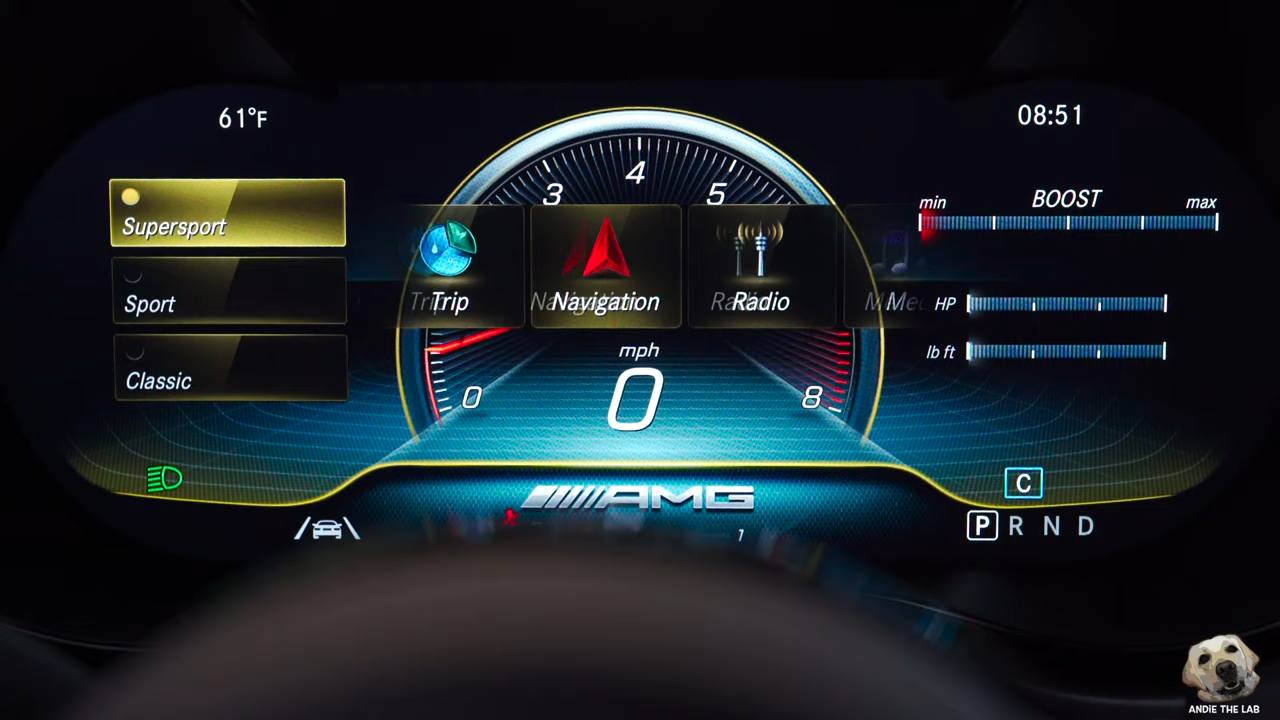 61°F
08:51
Supersport
Sport
Classic
3
4
5
Trip
Navigation
Radio
BOOST
min
max
HP
lb ft
mph
0
0
8
AMG
C
P R N D
1
ANDIE THE LAB